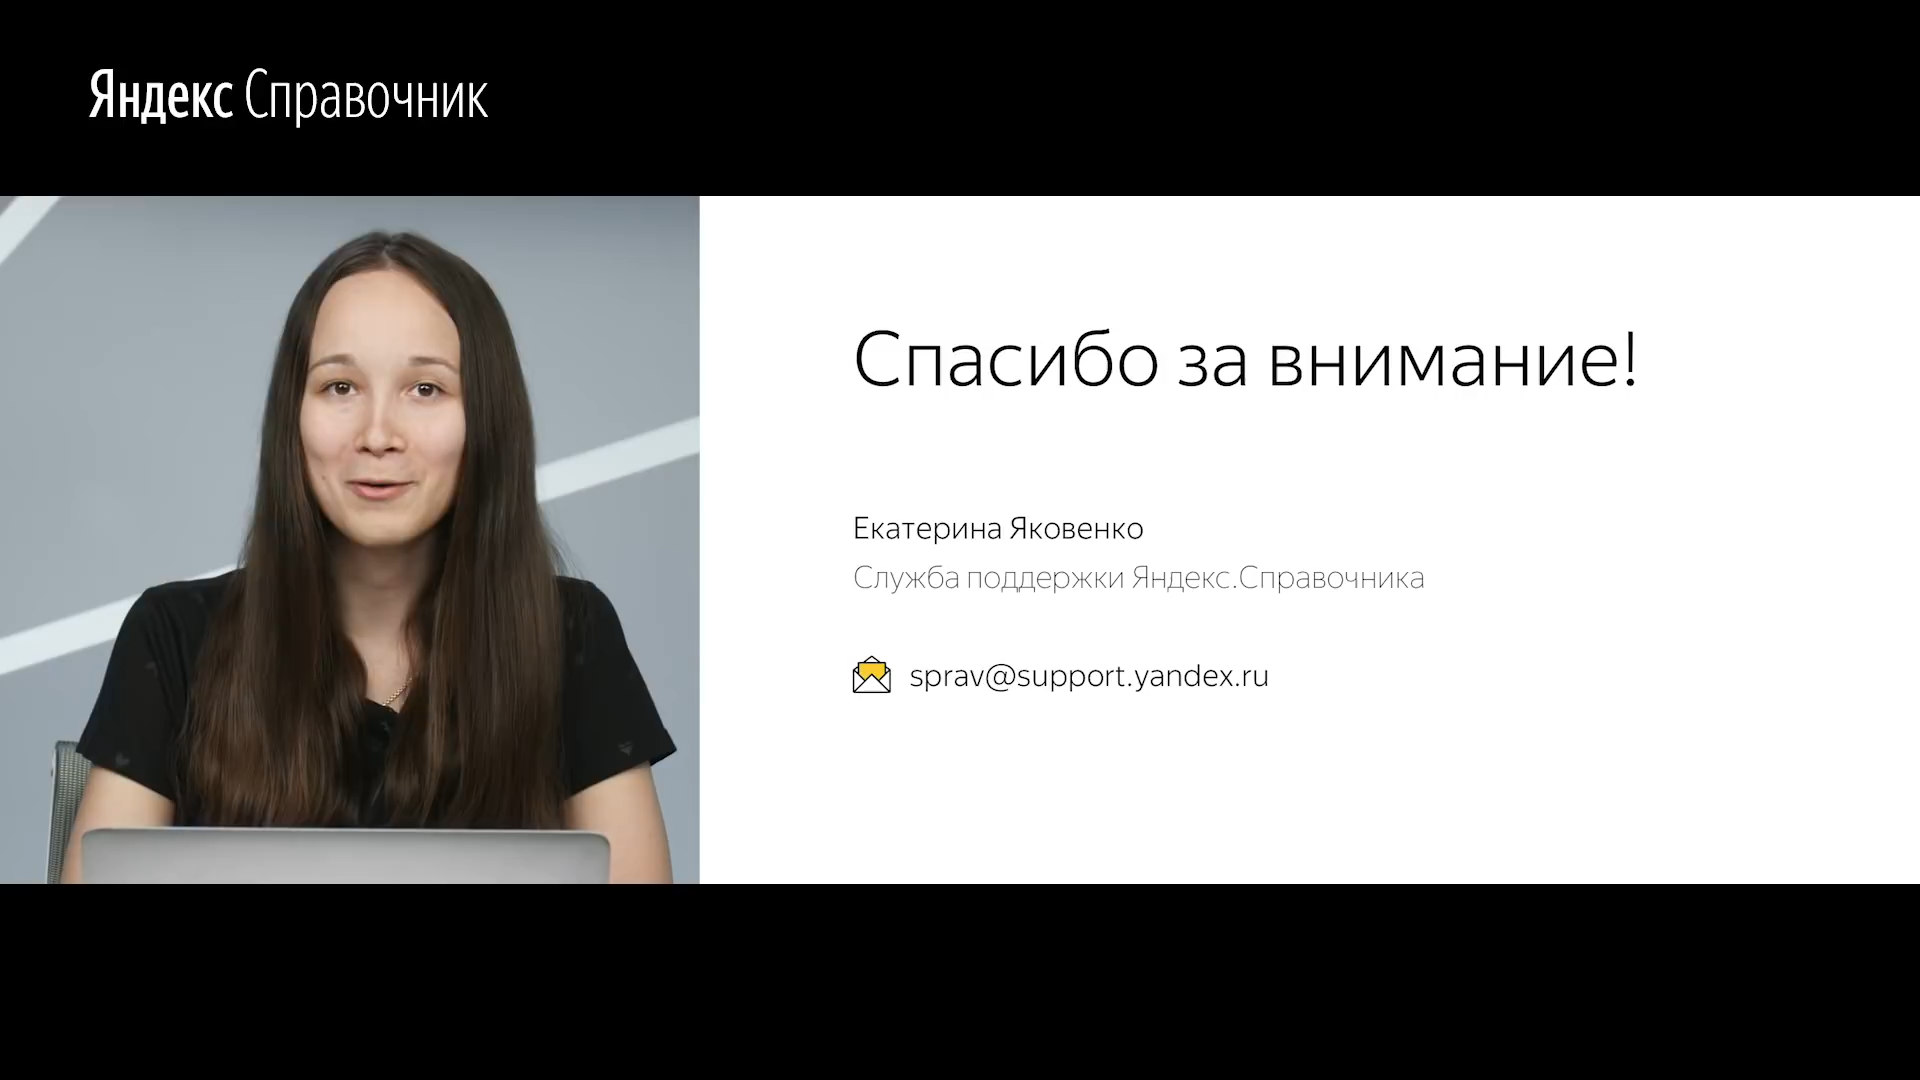 Яндекс Справочник
Спасибо за внимание!
Екатерина Яковенко
Служба поддержки Яндекс.Справочника
sprav@support.yandex.ru